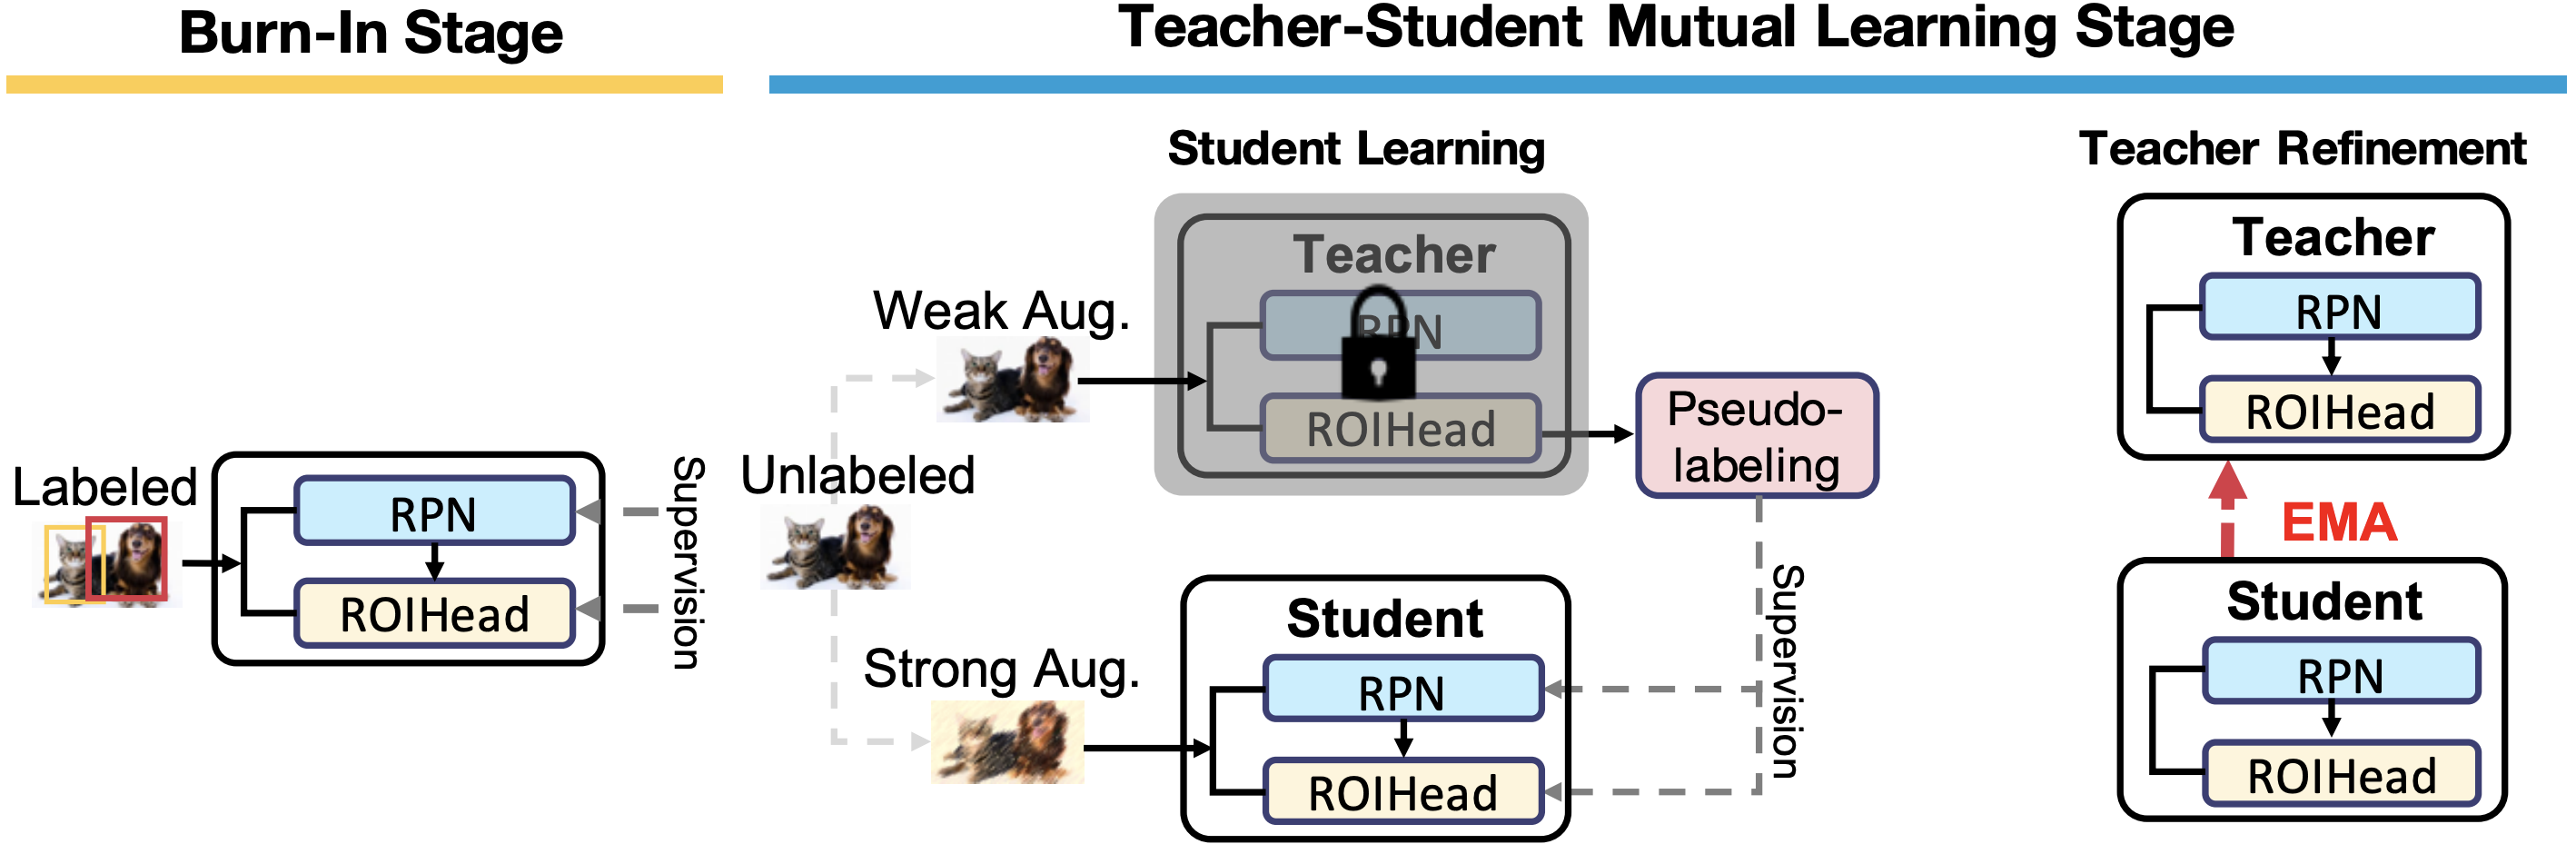 Burn-In Stage
Teacher-Student Mutual Learning Stage
Labeled
RPN
ROIHead
Supervision
Student Learning
Unlabeled
Weak Aug.
Teacher
RPN
ROIHead
Pseudo-
labeling
Supervision
Strong Aug.
Student
RPN
ROIHead
Teacher Refinement
Teacher
RPN
ROIHead
EMA
Student
RPN
ROIHead